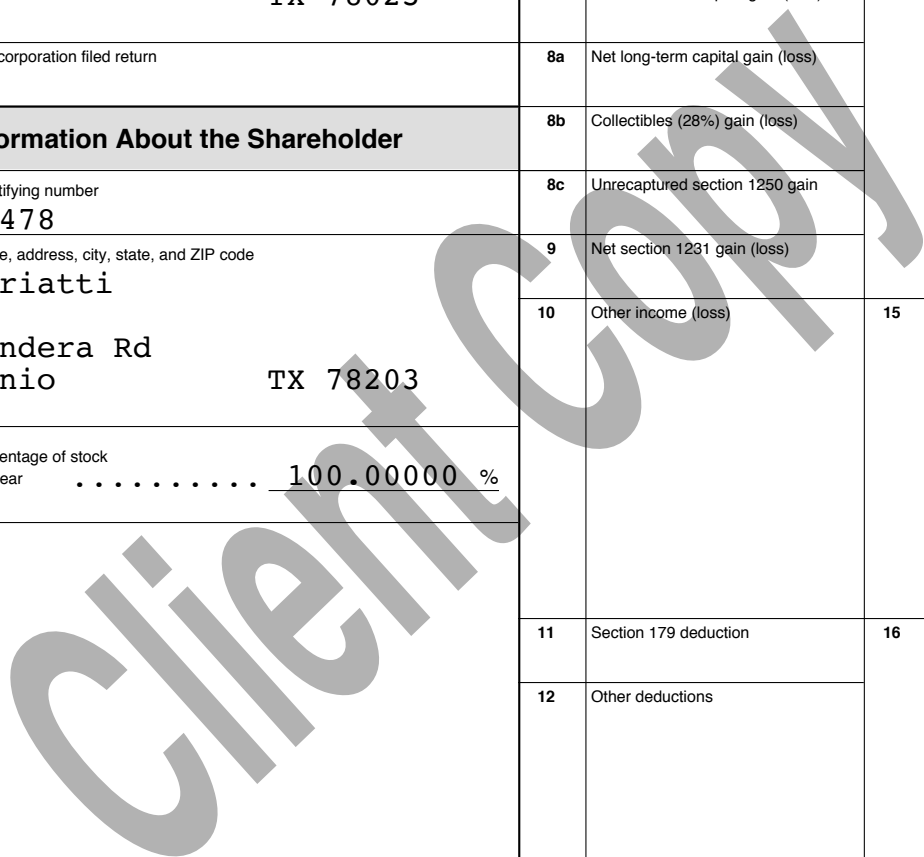 TX 78023
corporation filed return
ormation About the Shareholder
tifying number
478
e, address, city, state, and ZIP code
riatti
ndera Rd
nio TX 78203
entage of stock
ear . . . . . . . . . . 100.00000 %
8a Net long-term capital gain (loss)
8b Collectibles (28%) gain (loss)
8c Unrecaptured section 1250 gain
9 Net section 1231 gain (loss)
10 Other income (loss)
15
11 Section 179 deduction
16
12 Other deductions
Client Copy